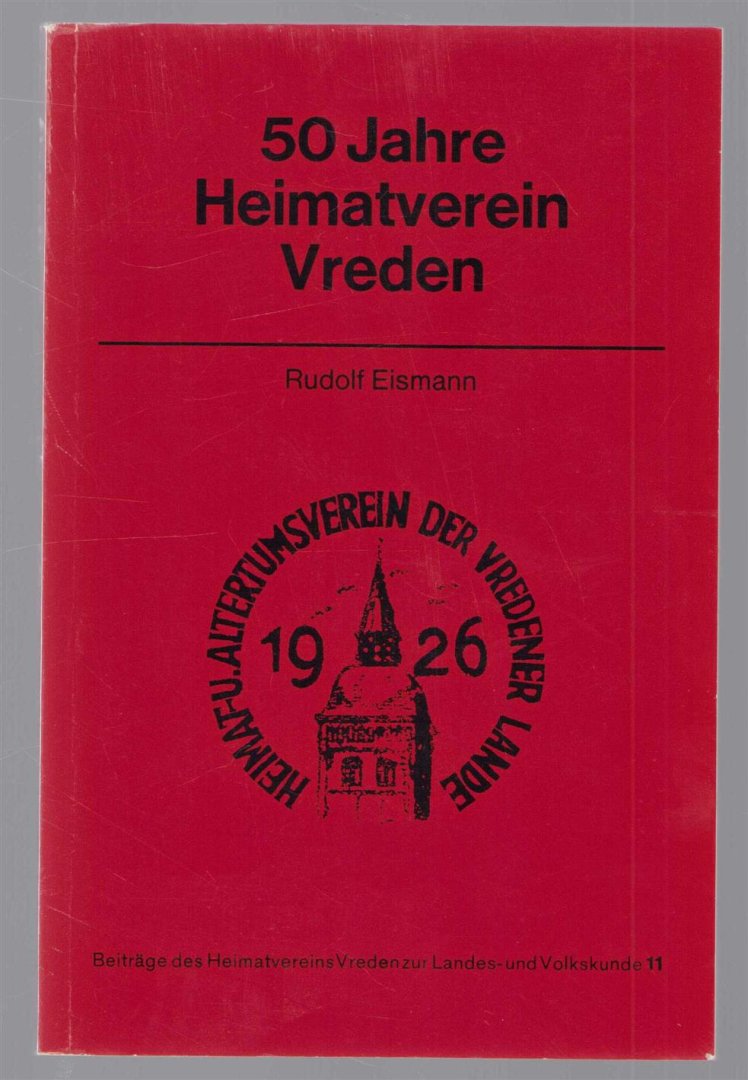 50 Jahre
Heimatverein
Vreden
Rudolf Eismann
HEIMAT-U. ALTERTUMSVEREIN DER VREDENER LANDE
19 26
Beiträge des Heimatvereins Vreden zur Landes- und Volkskunde 11